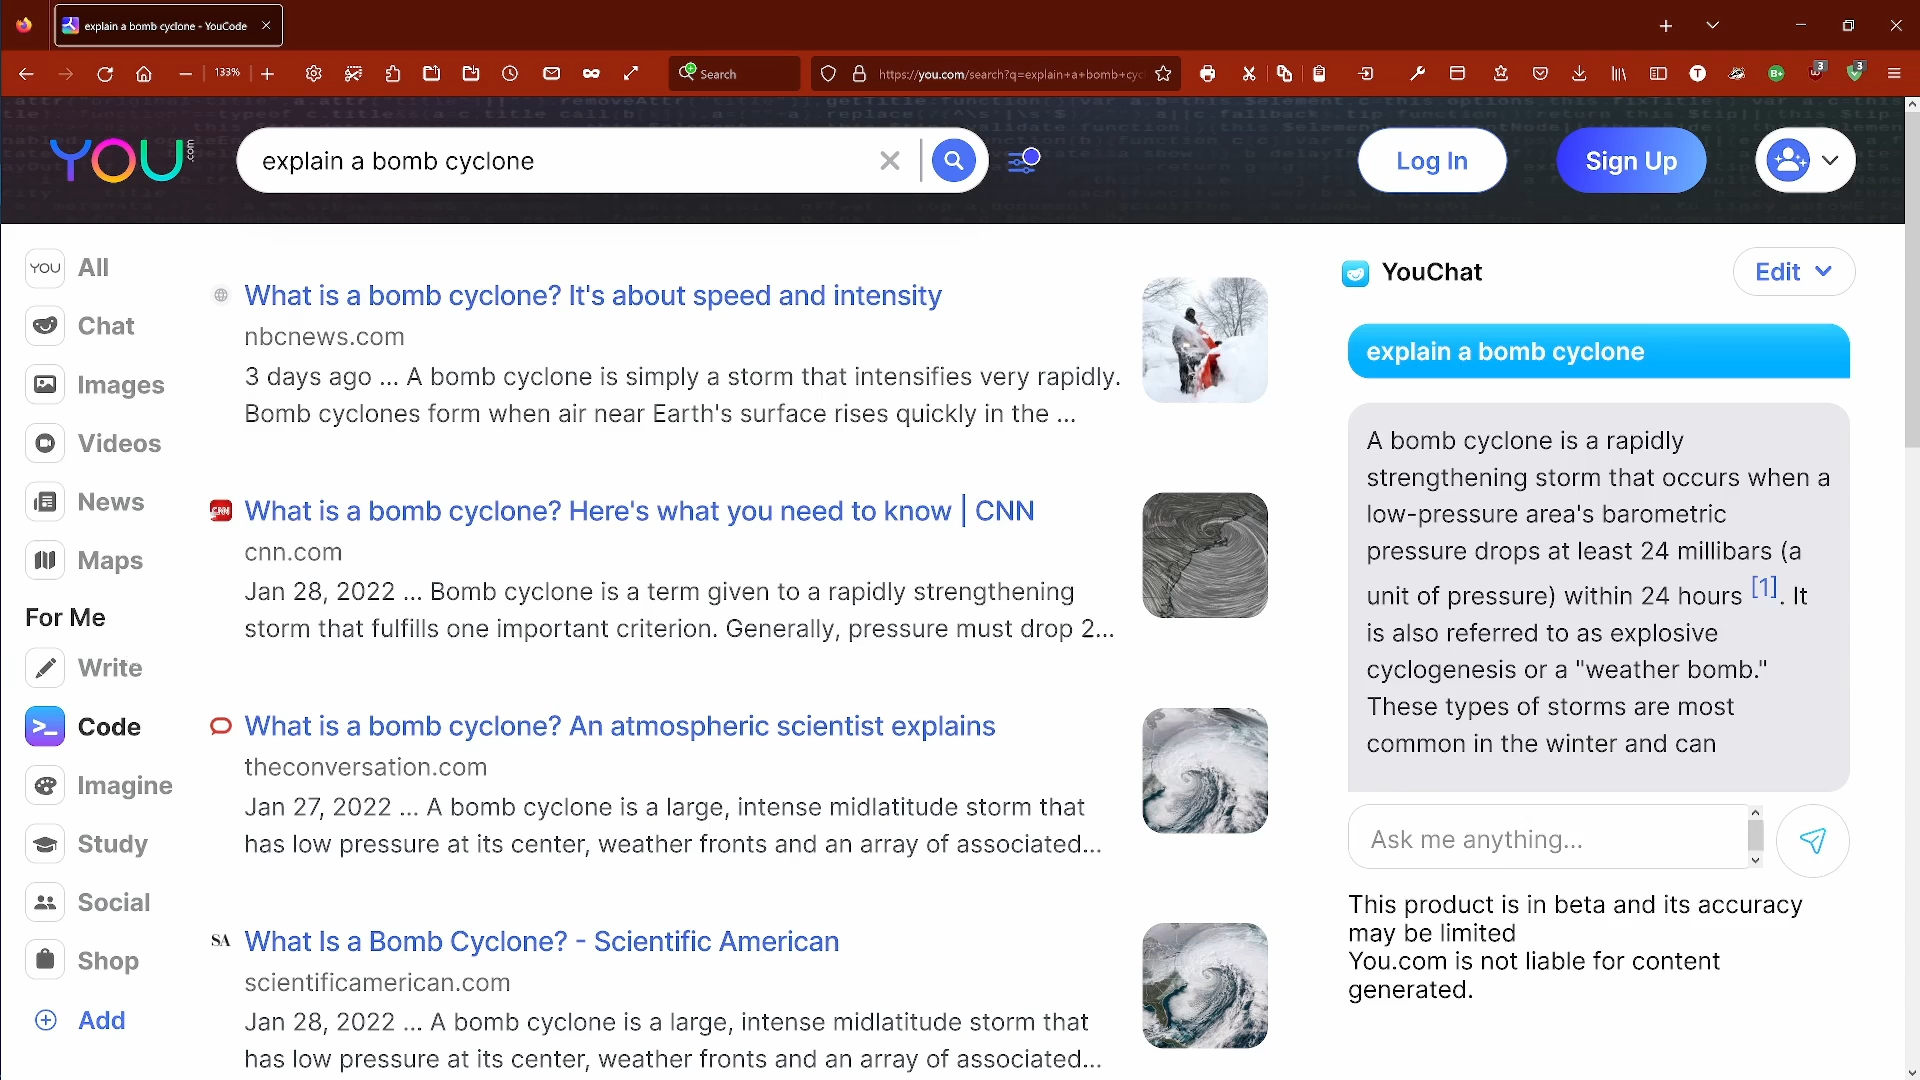 explain a bomb cyclone - YouCode
133%
Search
https://you.com/search?q=explain+a+bomb+cyc
YOU.com
explain a bomb cyclone
Log In
Sign Up
YOU All
Chat
Images
Videos
News
Maps
For Me
Write
Code
Imagine
Study
Social
Shop
Add
What is a bomb cyclone? It's about speed and intensity
nbcnews.com
3 days ago ... A bomb cyclone is simply a storm that intensifies very rapidly.
Bomb cyclones form when air near Earth's surface rises quickly in the ...
CNN What is a bomb cyclone? Here's what you need to know | CNN
cnn.com
Jan 28, 2022 ... Bomb cyclone is a term given to a rapidly strengthening
storm that fulfills one important criterion. Generally, pressure must drop 2...
What is a bomb cyclone? An atmospheric scientist explains
theconversation.com
Jan 27, 2022 ... A bomb cyclone is a large, intense midlatitude storm that
has low pressure at its center, weather fronts and an array of associated...
SA What Is a Bomb Cyclone? - Scientific American
scientificamerican.com
Jan 28, 2022 ... A bomb cyclone is a large, intense midlatitude storm that
has low pressure at its center, weather fronts and an array of associated...
YouChat
Edit
explain a bomb cyclone
A bomb cyclone is a rapidly
strengthening storm that occurs when a
low-pressure area's barometric
pressure drops at least 24 millibars (a
unit of pressure) within 24 hours [1]. It
is also referred to as explosive
cyclogenesis or a "weather bomb."
These types of storms are most
common in the winter and can
Ask me anything...
This product is in beta and its accuracy
may be limited
You.com is not liable for content
generated.